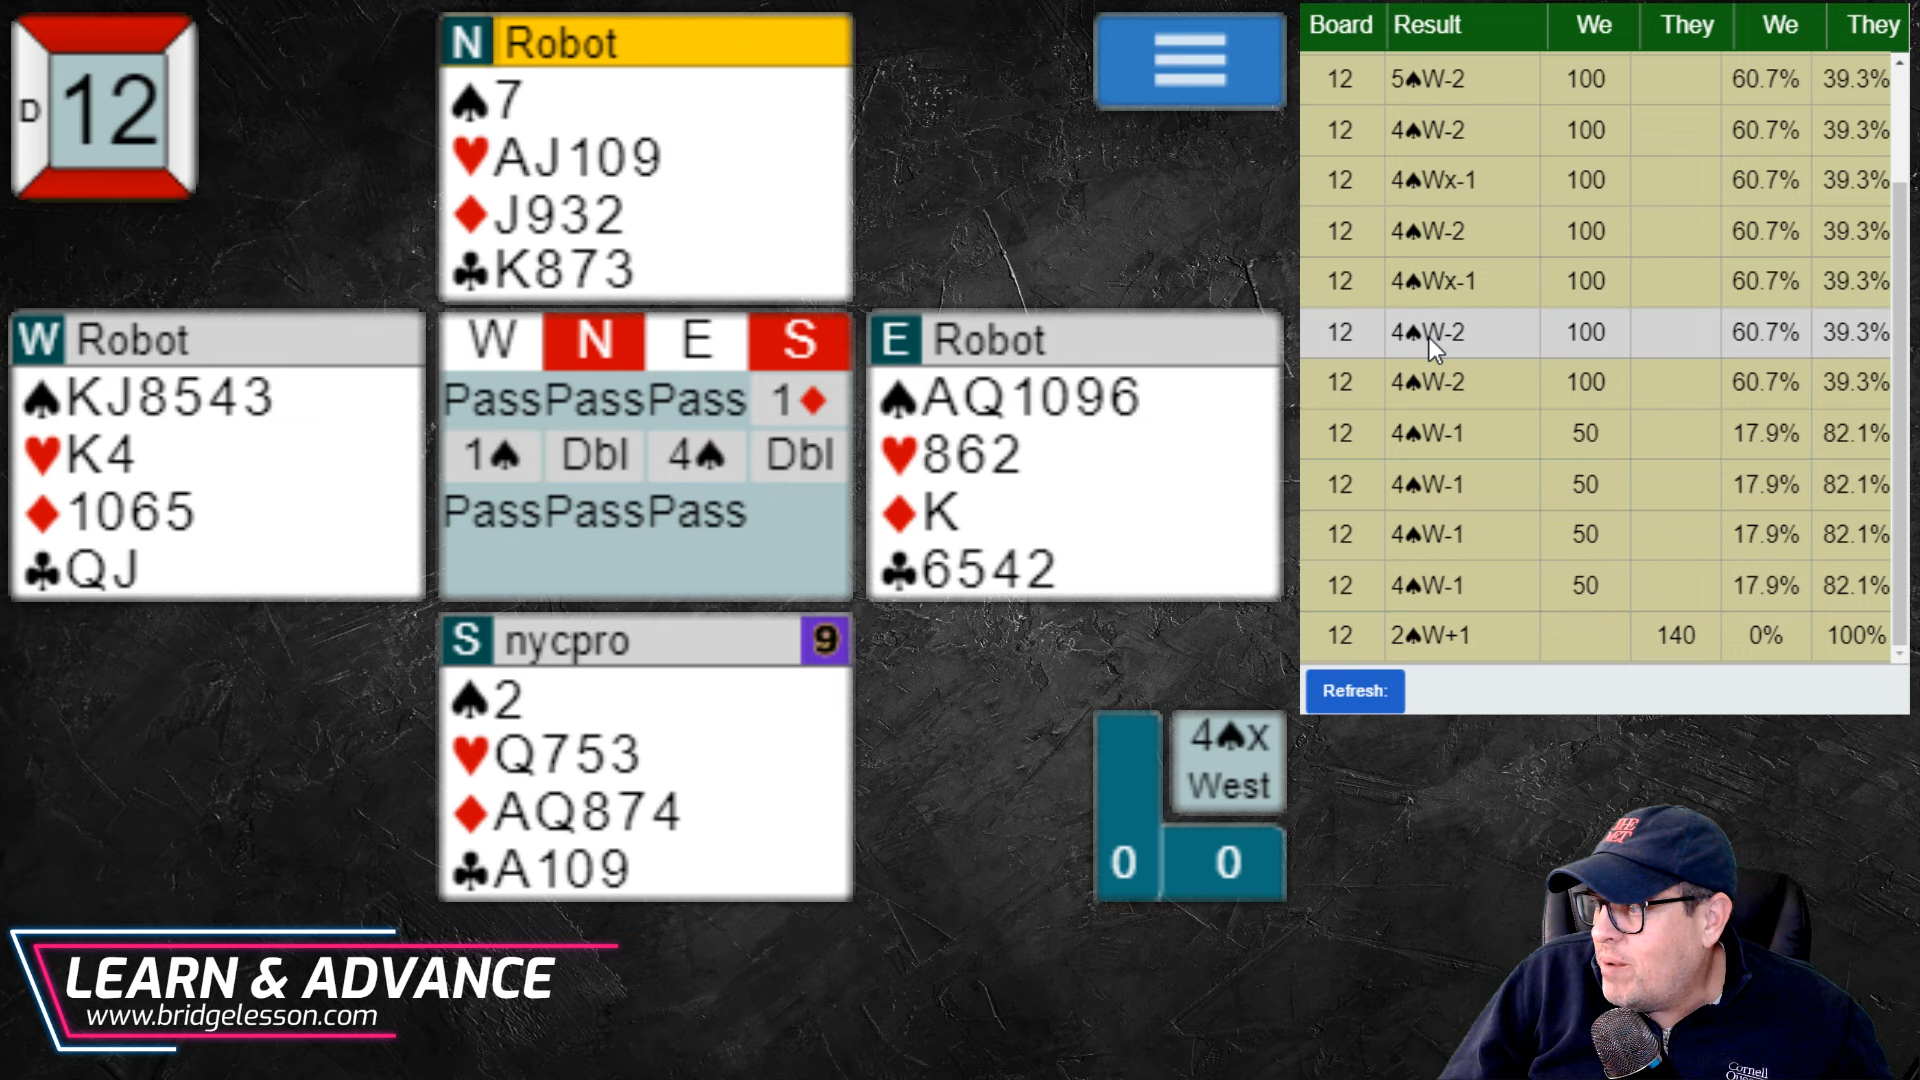 D
12
N Robot
♠7
♥AJ109
♦J932
♣K873
W Robot
♠KJ8543
♥K4
♦1065
♣QJ
W N E S
Pass Pass Pass 1♦
1♠ Dbl 4♠ Dbl
Pass Pass Pass
E Robot
♠AQ1096
♥862
♦K
♣6542
S nycpro 9
♠2
♥Q753
♦AQ874
♣A109
4♠x
West
0 0
Board Result We They We They
12 5♠W-2 100 60.7% 39.3%
12 4♠W-2 100 60.7% 39.3%
12 4♠Wx-1 100 60.7% 39.3%
12 4♠W-2 100 60.7% 39.3%
12 4♠Wx-1 100 60.7% 39.3%
12 4♠W-2 100 60.7% 39.3%
12 4♠W-2 100 60.7% 39.3%
12 4♠W-1 50 17.9% 82.1%
12 4♠W-1 50 17.9% 82.1%
12 4♠W-1 50 17.9% 82.1%
12 4♠W-1 50 17.9% 82.1%
12 2♠W+1 140 0% 100%
Refresh:
LEARN & ADVANCE
www.bridgelesson.com
THE
MET
Cornell